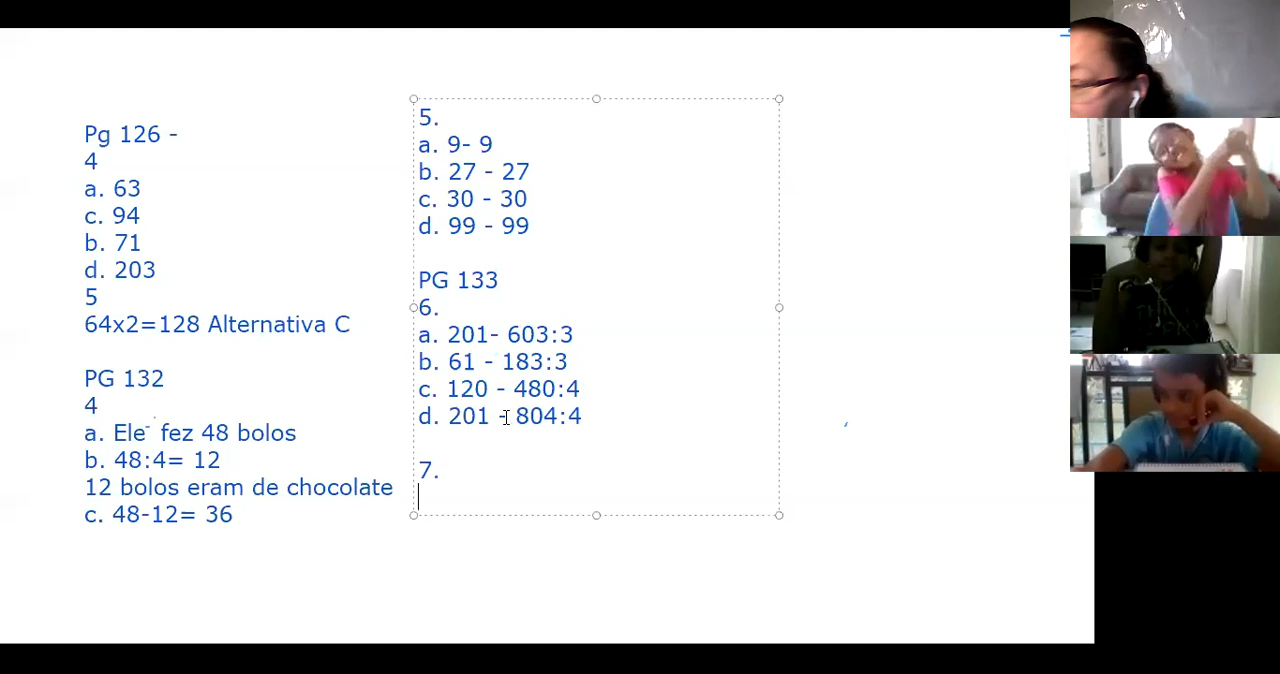 Pg 126 -
4
a. 63
c. 94
b. 71
d. 203
5
64x2=128 Alternativa C
PG 132
4
a. Ele fez 48 bolos
b. 48:4= 12
12 bolos eram de chocolate
c. 48-12= 36
5.
a. 9- 9
b. 27 - 27
c. 30 - 30
d. 99 - 99
PG 133
6.
a. 201- 603:3
b. 61 - 183:3
c. 120 - 480:4
d. 201 - 804:4
7.